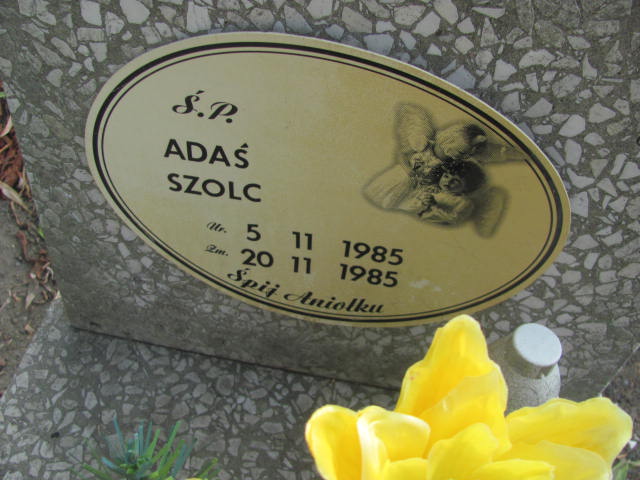 Ś.P.
ADAŚ
SZOLC
Ur. 5 11 1985
Zm. 20 11 1985
Śpij Aniołku